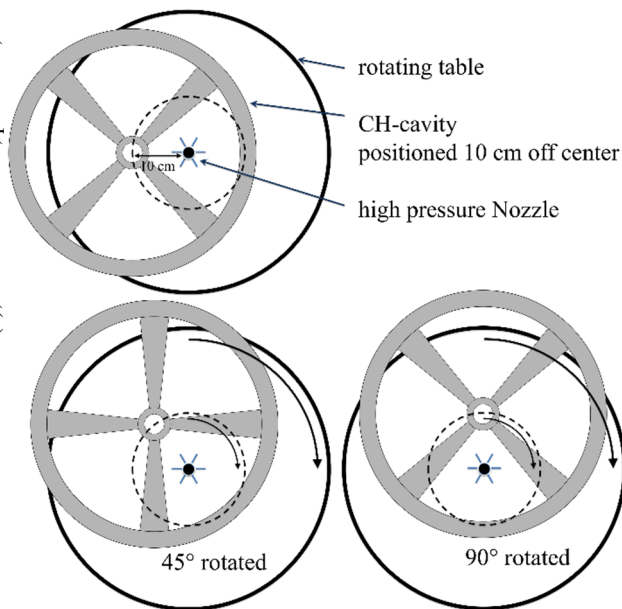 rotating table
CH-cavity
positioned 10 cm off center
10 cm
high pressure Nozzle
45° rotated
90° rotated